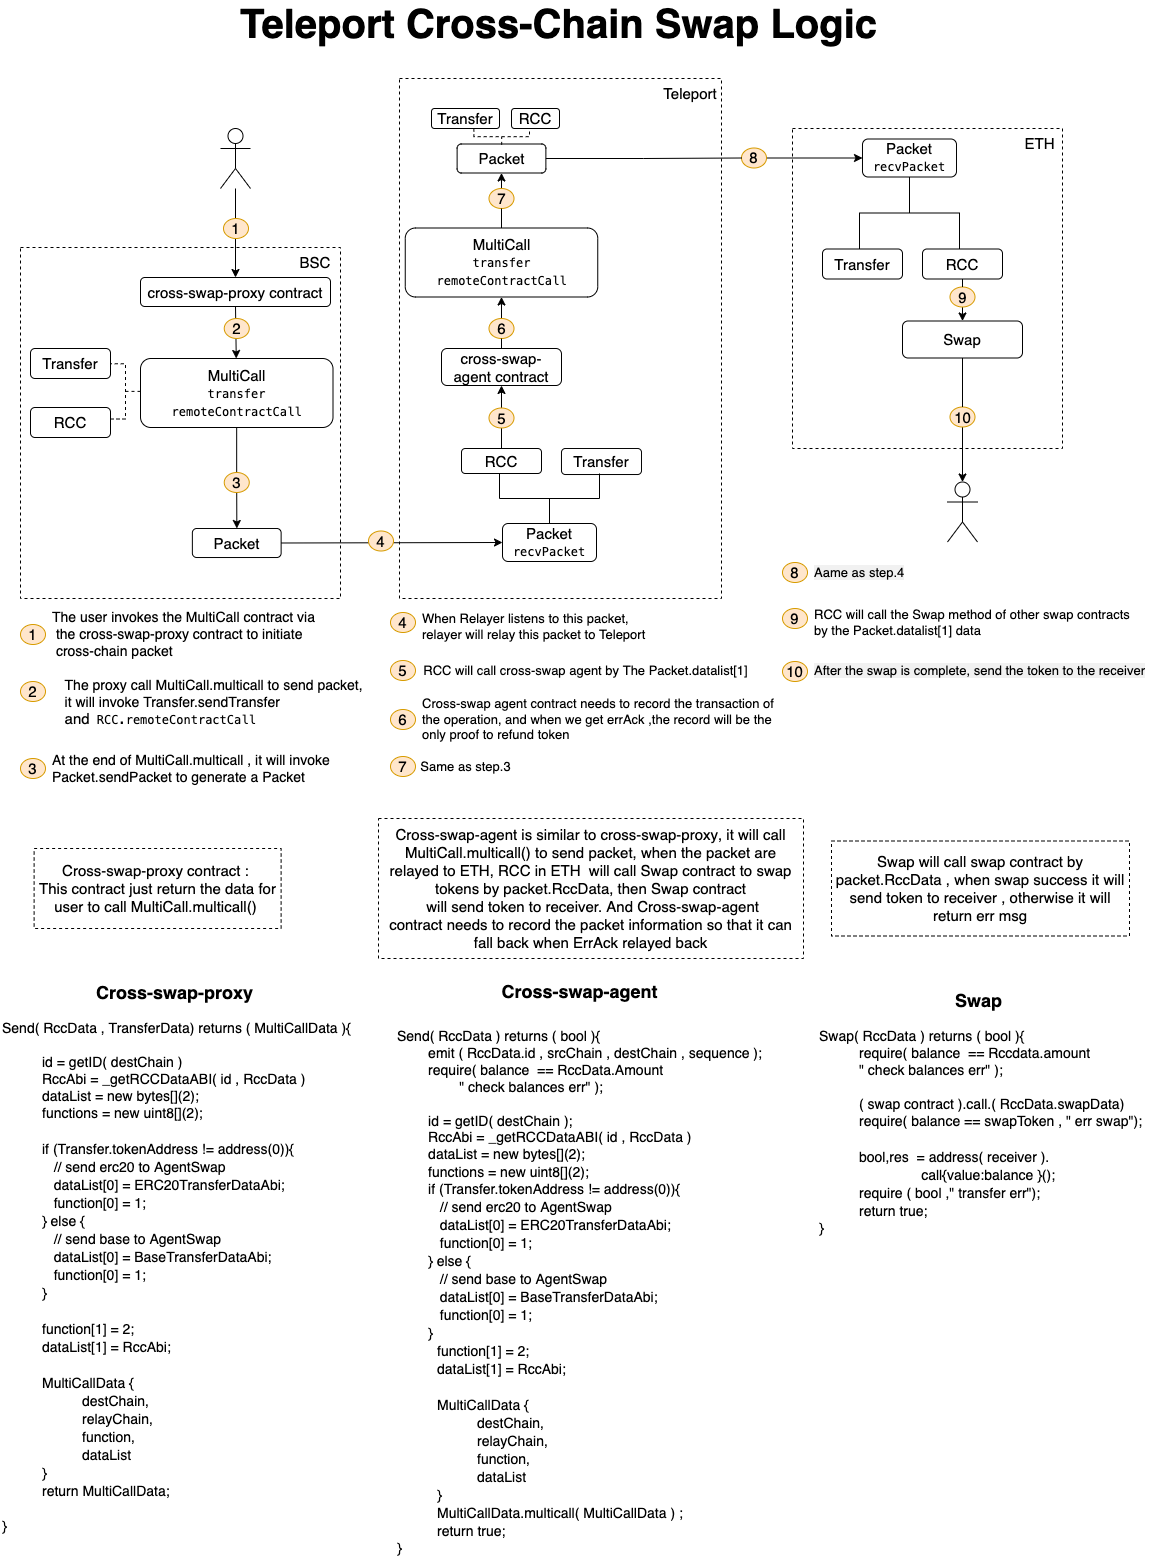 Teleport Cross-Chain Swap Logic
1
BSC
cross-swap-proxy contract
2
Transfer
RCC
MultiCall
transfer
remoteContractCall
3
Packet
4
Teleport
Transfer
RCC
Packet
7
MultiCall
transfer
remoteContractCall
6
cross-swap-
agent contract
5
RCC
Transfer
Packet
recvPacket
8
ETH
Packet
recvPacket
Transfer
RCC
9
Swap
10
1
The user invokes the MultiCall contract via
the cross-swap-proxy contract to initiate
cross-chain packet
2
The proxy call MultiCall.multicall to send packet,
it will invoke Transfer.sendTransfer
and RCC.remoteContractCall
3
At the end of MultiCall.multicall , it will invoke
Packet.sendPacket to generate a Packet
4
When Relayer listens to this packet,
relayer will relay this packet to Teleport
5
RCC will call cross-swap agent by The Packet.datalist[1]
6
Cross-swap agent contract needs to record the transaction of
the operation, and when we get errAck ,the record will be the
only proof to refund token
7
Same as step.3
8
Aame as step.4
9
RCC will call the Swap method of other swap contracts
by the Packet.datalist[1] data
10
After the swap is complete, send the token to the receiver
Cross-swap-proxy contract :
This contract just return the data for
user to call MultiCall.multicall()
Cross-swap-agent is similar to cross-swap-proxy, it will call
MultiCall.multicall() to send packet, when the packet are
relayed to ETH, RCC in ETH will call Swap contract to swap
tokens by packet.RccData, then Swap contract
will send token to receiver. And Cross-swap-agent
contract needs to record the packet information so that it can
fall back when ErrAck relayed back
Swap will call swap contract by
packet.RccData , when swap success it will
send token to receiver , otherwise it will
return err msg
Cross-swap-proxy
Send( RccData , TransferData) returns ( MultiCallData ){
id = getID( destChain )
RccAbi = _getRCCDataABI( id , RccData )
dataList = new bytes[](2);
functions = new uint8[](2);
if (Transfer.tokenAddress != address(0)){
// send erc20 to AgentSwap
dataList[0] = ERC20TransferDataAbi;
function[0] = 1;
} else {
// send base to AgentSwap
dataList[0] = BaseTransferDataAbi;
function[0] = 1;
}
function[1] = 2;
dataList[1] = RccAbi;
MultiCallData {
destChain,
relayChain,
function,
dataList
}
return MultiCallData;
}
Cross-swap-agent
Send( RccData ) returns ( bool ){
emit ( RccData.id , srcChain , destChain , sequence );
require( balance == RccData.Amount
" check balances err" );
id = getID( destChain );
RccAbi = _getRCCDataABI( id , RccData )
dataList = new bytes[](2);
functions = new uint8[](2);
if (Transfer.tokenAddress != address(0)){
// send erc20 to AgentSwap
dataList[0] = ERC20TransferDataAbi;
function[0] = 1;
} else {
// send base to AgentSwap
dataList[0] = BaseTransferDataAbi;
function[0] = 1;
}
function[1] = 2;
dataList[1] = RccAbi;
MultiCallData {
destChain,
relayChain,
function,
dataList
}
MultiCallData.multicall( MultiCallData ) ;
return true;
}
Swap
Swap( RccData ) returns ( bool ){
require( balance == Rccdata.amount
" check balances err" );
( swap contract ).call.( RccData.swapData)
require( balance == swapToken , " err swap");
bool,res = address( receiver ).
call{value:balance }();
require ( bool ," transfer err");
return true;
}